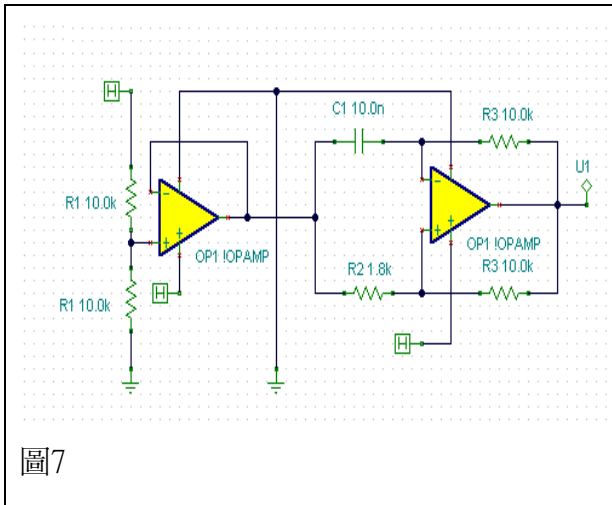 H
C1 10.0n
R3 10.0k
U1
R1 10.0k
−
+
+
OP1 !OPAMP
−
+
+
OP1 !OPAMP
R2 1.8k
R3 10.0k
R1 10.0k
H
H
圖7